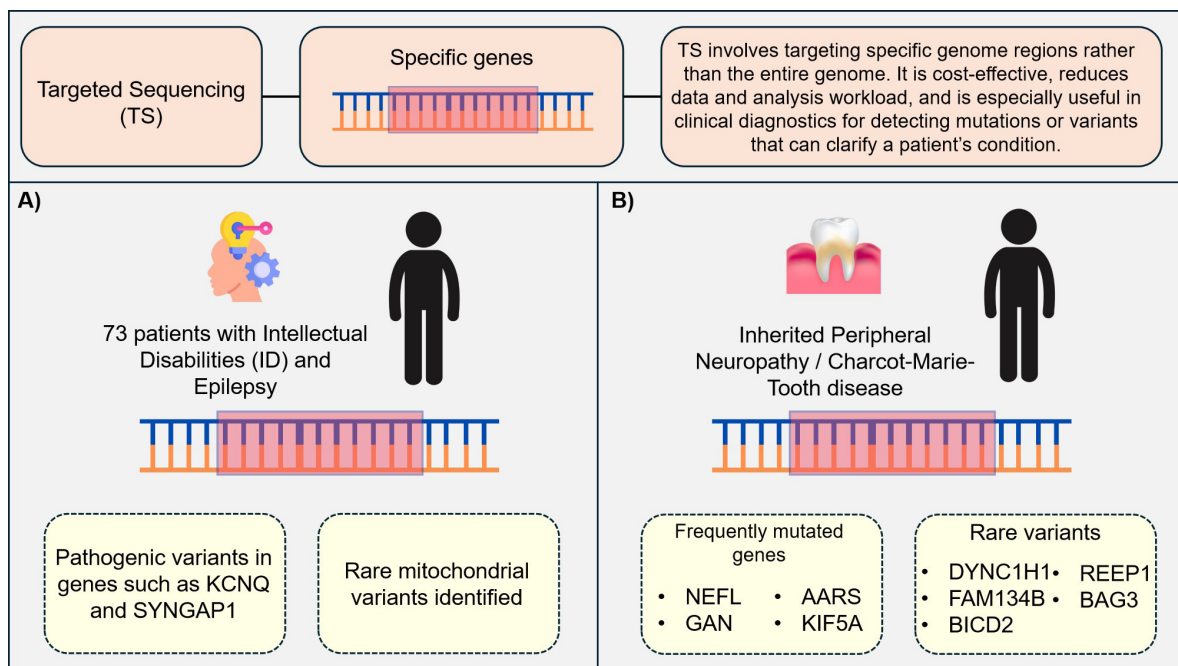 Targeted Sequencing
(TS)
Specific genes
TS involves targeting specific genome regions rather
than the entire genome. It is cost-effective, reduces
data and analysis workload, and is especially useful in
clinical diagnostics for detecting mutations or variants
that can clarify a patient's condition.
A)
73 patients with Intellectual
Disabilities (ID) and
Epilepsy
Pathogenic variants in
genes such as KCNQ
and SYNGAP1
Rare mitochondrial
variants identified
B)
Inherited Peripheral
Neuropathy / Charcot-Marie-
Tooth disease
Frequently mutated
genes
• NEFL
• GAN
• AARS
• KIF5A
Rare variants
• DYNC1H1
• FAM134B
• BICD2
• REEP1
• BAG3